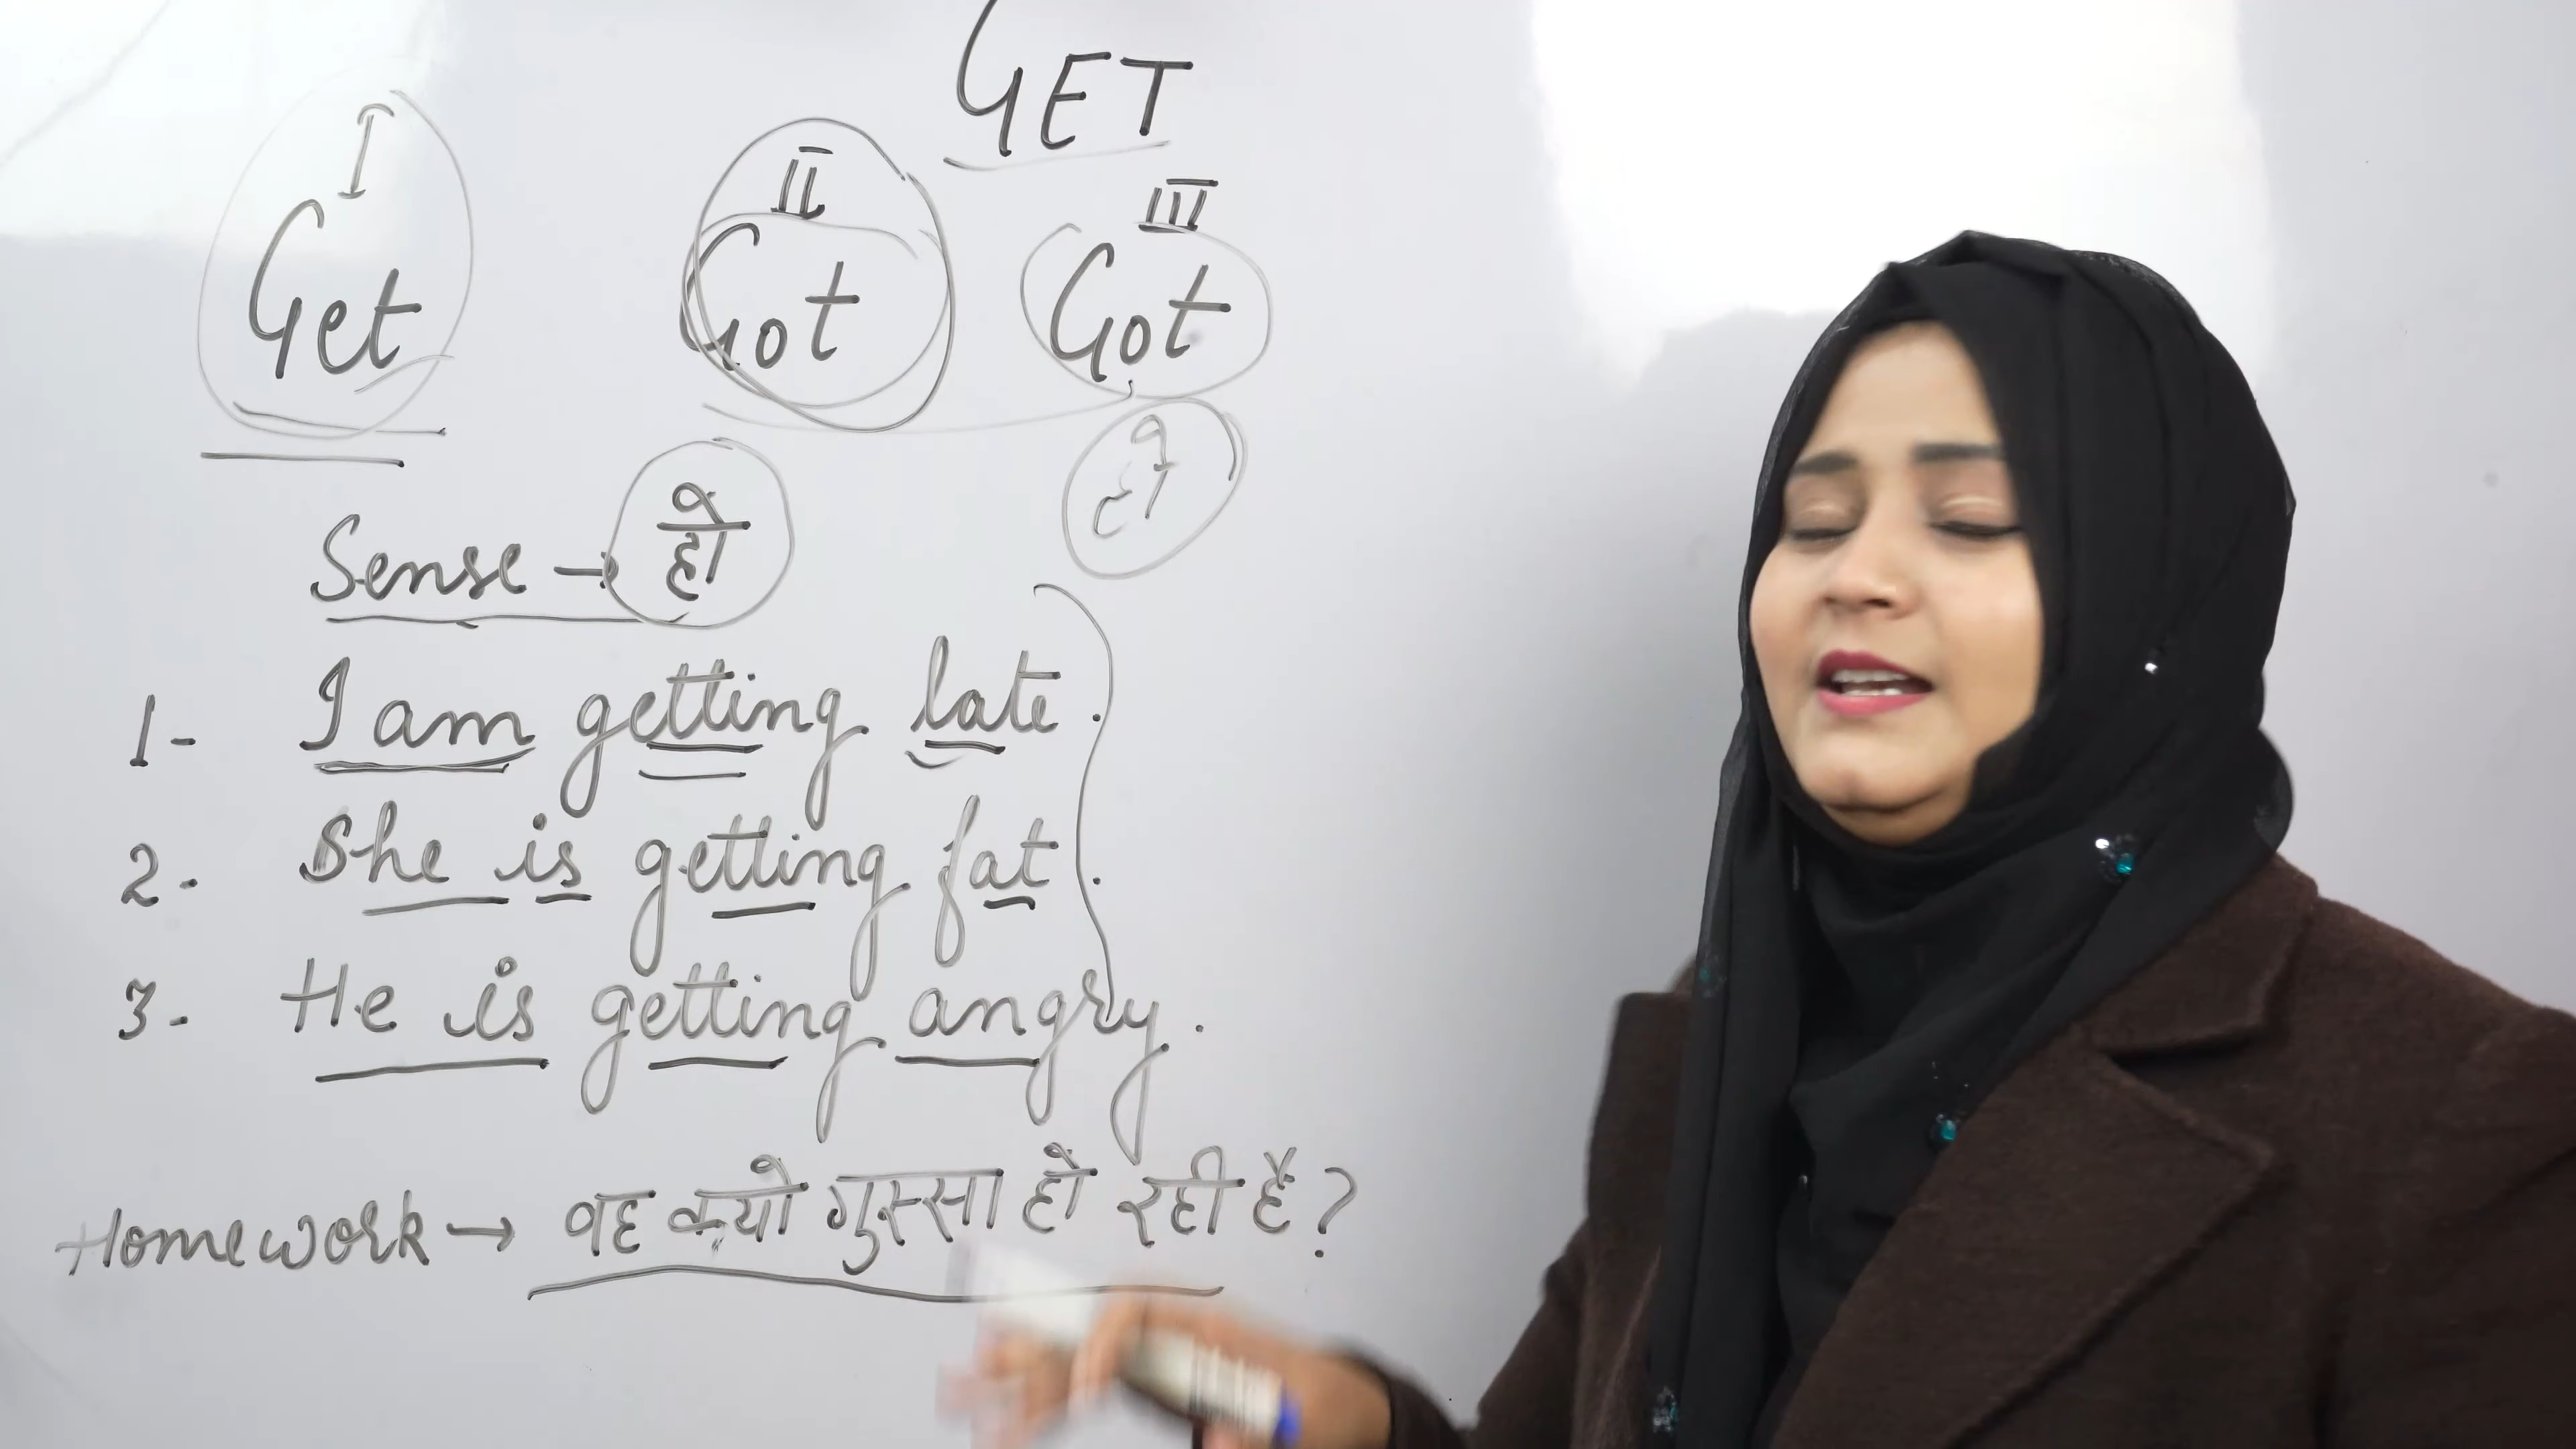 GET
I II III
Get Got Got
हो
Sense → हो
1- I am getting late.
2- She is getting fat.
3- He is getting angry.
Homework → वह क्यो गुस्सा हो रही है?